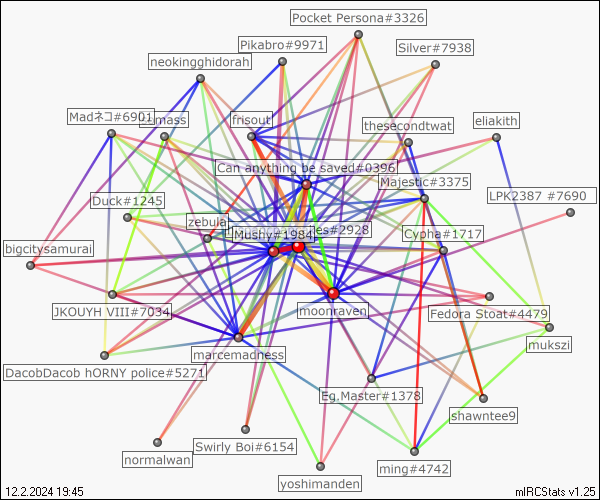 Pocket Persona#3326
Pikabro#9971
Silver#7938
neokingghidorah
Madネコ#6901
mass
frisout
thesecondtwat
eliakith
Can anything be saved#0396
Majestic#3375
Duck#1245
LPK2387 #7690
zebula
Mushy#1984
es#2928
Cypha#1717
bigcitysamurai
JKOUYH VIII#7034
moonraven
Fedora Stoat#4479
mukszi
marcemadness
DacobDacob hORNY police#5271
Eg.Master#1378
shawntee9
Swirly Boi#6154
normalwan
yoshimanden
ming#4742
12.2.2024 19:45
mIRCStats v1.25